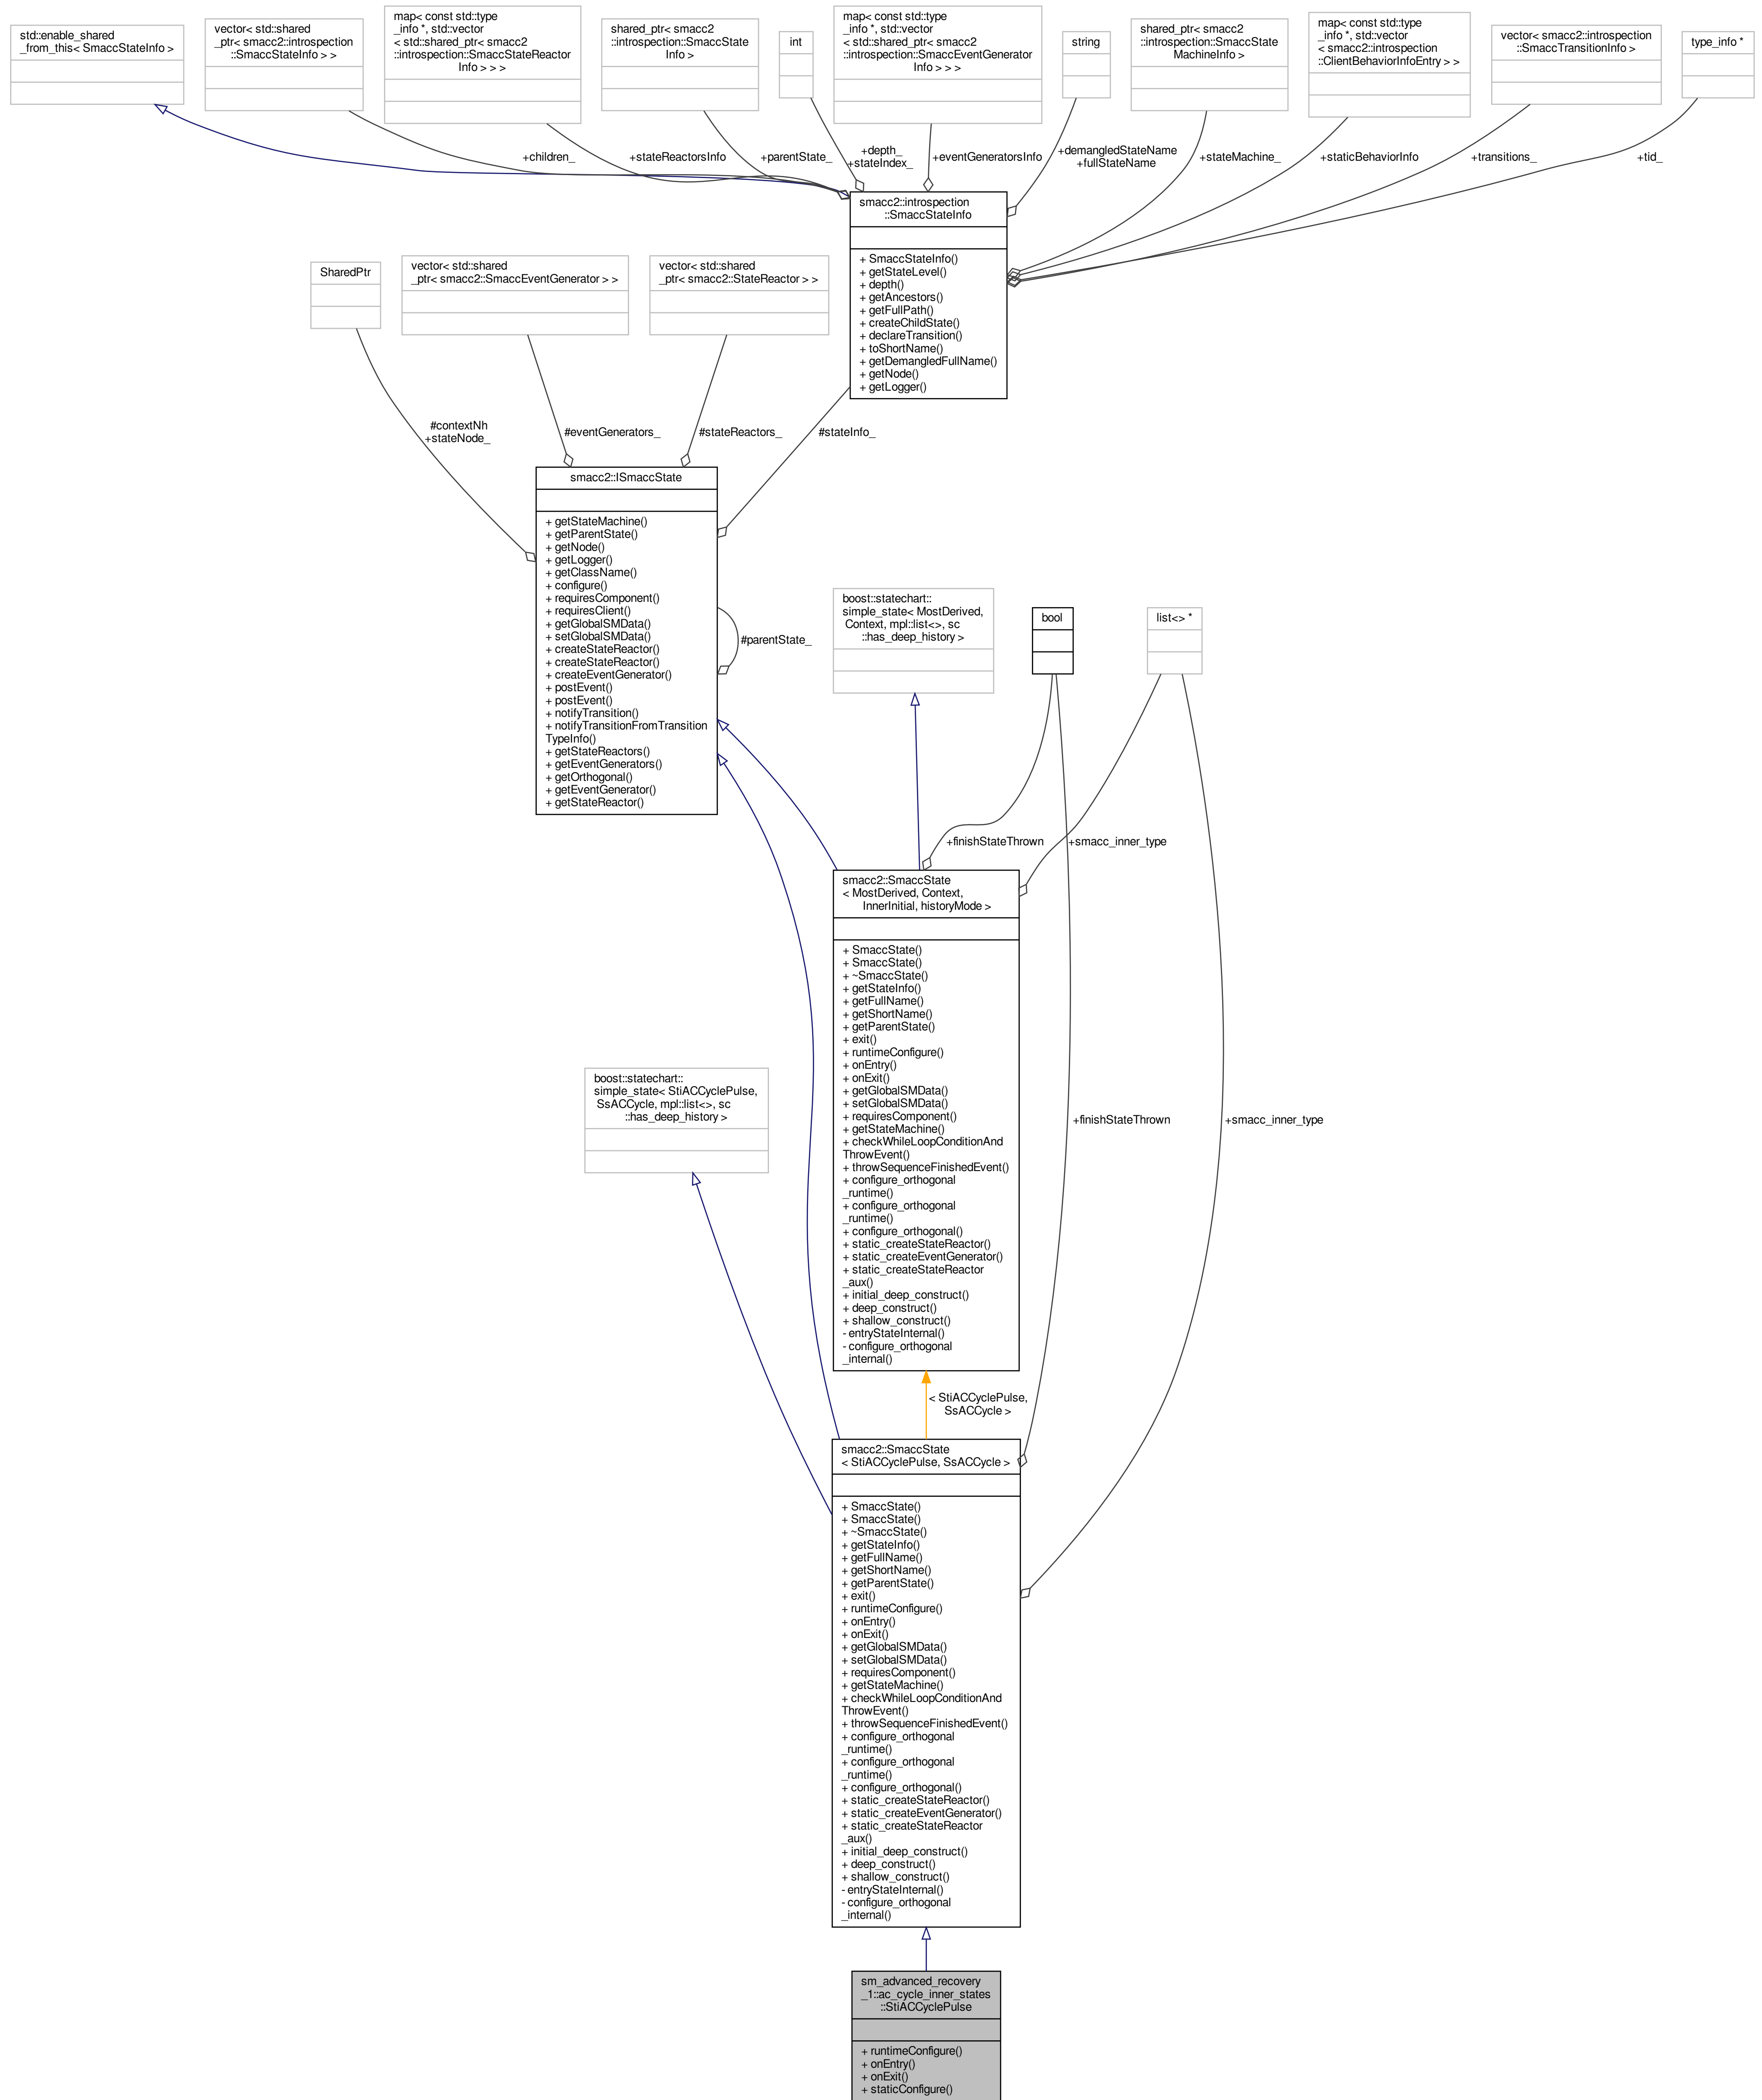 std::enable_shared
_from_this< SmaccStateInfo >
vector< std::shared
_ptr< smacc2::introspection
::SmaccStateInfo > >
map< const std::type
_info *, std::vector
< std::shared_ptr< smacc2
::introspection::SmaccStateReactor
Info > > >
shared_ptr< smacc2
::introspection::SmaccState
Info >
int
map< const std::type
_info *, std::vector
< std::shared_ptr< smacc2
::introspection::SmaccEventGenerator
Info > > >
string
shared_ptr< smacc2
::introspection::SmaccState
MachineInfo >
map< const std::type
_info *, std::vector
< smacc2::introspection
::ClientBehaviorInfoEntry > >
vector< smacc2::introspection
::SmaccTransitionInfo >
type_info *
+children_
+stateReactorsInfo
+parentState_
+depth_
+stateIndex_
+eventGeneratorsInfo
+demangledStateName
+fullStateName
+stateMachine_
+staticBehaviorInfo
+transitions_
+tid_
smacc2::introspection
::SmaccStateInfo
+ SmaccStateInfo()
+ getStateLevel()
+ depth()
+ getAncestors()
+ getFullPath()
+ createChildState()
+ declareTransition()
+ toShortName()
+ getDemangledFullName()
+ getNode()
+ getLogger()
SharedPtr
vector< std::shared
_ptr< smacc2::SmaccEventGenerator > >
vector< std::shared
_ptr< smacc2::StateReactor > >
#contextNh
+stateNode_
#eventGenerators_
#stateReactors_
#stateInfo_
smacc2::ISmaccState
+ getStateMachine()
+ getParentState()
+ getNode()
+ getLogger()
+ getClassName()
+ configure()
+ requiresComponent()
+ requiresClient()
+ getGlobalSMData()
+ setGlobalSMData()
+ createStateReactor()
+ createStateReactor()
+ createEventGenerator()
+ postEvent()
+ postEvent()
+ notifyTransition()
+ notifyTransitionFromTransition
TypeInfo()
+ getStateReactors()
+ getEventGenerators()
+ getOrthogonal()
+ getEventGenerator()
+ getStateReactor()
#parentState_
boost::statechart::
simple_state< MostDerived,
Context, mpl::list<>, sc
::has_deep_history >
bool
list<> *
+finishStateThrown
+smacc_inner_type
smacc2::SmaccState
< MostDerived, Context,
InnerInitial, historyMode >
+ SmaccState()
+ SmaccState()
+ ~SmaccState()
+ getStateInfo()
+ getFullName()
+ getShortName()
+ getParentState()
+ exit()
+ runtimeConfigure()
+ onEntry()
+ onExit()
+ getGlobalSMData()
+ setGlobalSMData()
+ requiresComponent()
+ getStateMachine()
+ checkWhileLoopConditionAnd
ThrowEvent()
+ throwSequenceFinishedEvent()
+ configure_orthogonal
_runtime()
+ configure_orthogonal
_runtime()
+ configure_orthogonal()
+ static_createStateReactor()
+ static_createEventGenerator()
+ static_createStateReactor
_aux()
+ initial_deep_construct()
+ deep_construct()
+ shallow_construct()
- entryStateInternal()
- configure_orthogonal
_internal()
boost::statechart::
simple_state< StiACCyclePulse,
SsACCycle, mpl::list<>, sc
::has_deep_history >
+finishStateThrown
+smacc_inner_type
< StiACCyclePulse,
SsACCycle >
smacc2::SmaccState
< StiACCyclePulse, SsACCycle >
+ SmaccState()
+ SmaccState()
+ ~SmaccState()
+ getStateInfo()
+ getFullName()
+ getShortName()
+ getParentState()
+ exit()
+ runtimeConfigure()
+ onEntry()
+ onExit()
+ getGlobalSMData()
+ setGlobalSMData()
+ requiresComponent()
+ getStateMachine()
+ checkWhileLoopConditionAnd
ThrowEvent()
+ throwSequenceFinishedEvent()
+ configure_orthogonal
_runtime()
+ configure_orthogonal
_runtime()
+ configure_orthogonal()
+ static_createStateReactor()
+ static_createEventGenerator()
+ static_createStateReactor
_aux()
+ initial_deep_construct()
+ deep_construct()
+ shallow_construct()
- entryStateInternal()
- configure_orthogonal
_internal()
sm_advanced_recovery
_1::ac_cycle_inner_states
::StiACCyclePulse
+ runtimeConfigure()
+ onEntry()
+ onExit()
+ staticConfigure()